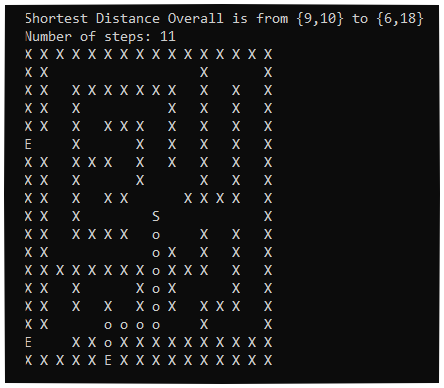 Shortest Distance Overall is from {9,10} to {6,18}
Number of steps: 11
X X X X X X X X X X X X X X X X
X X                   X       X
X X   X X X X X X X   X   X   X
X X   X           X   X   X   X
X X   X   X X X   X   X   X   X
E     X       X   X   X   X   X
X X   X X X   X   X   X   X   X
X X   X       X       X   X   X
X X   X   X X       X X X X   X
X X   X         S             X
X X   X X X X   o     X   X   X
X X             o X   X   X   X
X X X X X X X X o X X X   X   X
X X   X       X o X       X   X
X X   X   X   X o X   X X X   X
X X       o o o o     X       X
E     X X o X X X X X X X X X X
X X X X X E X X X X X X X X X X